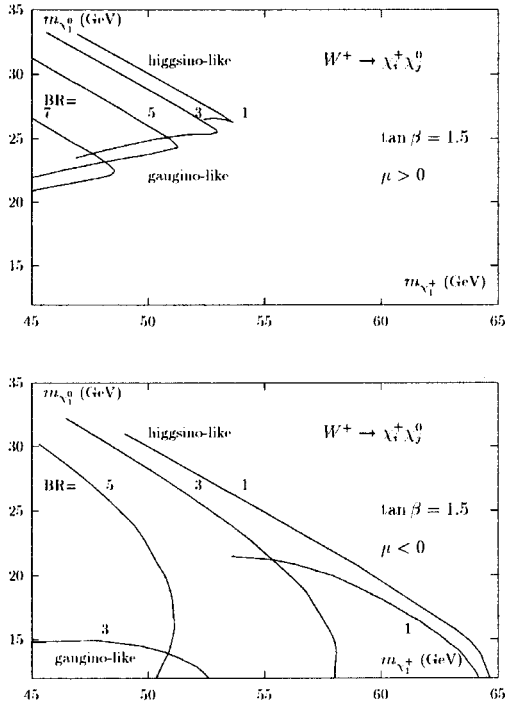 35
m_χ₁⁰ (GeV)
higgsino-like
W⁺ → χᵢ⁺ χⱼ⁰
30
BR=
7 5 3 1
tan β = 1.5
25
gaugino-like
μ > 0
20
15
m_χ₁⁺ (GeV)
45 50 55 60 65
35
m_χ₁⁰ (GeV)
higgsino-like
W⁺ → χᵢ⁺ χⱼ⁰
30
BR= 5 3 1
tan β = 1.5
25
μ < 0
20
3 1
15
gaugino-like
m_χ₁⁺ (GeV)
45 50 55 60 65